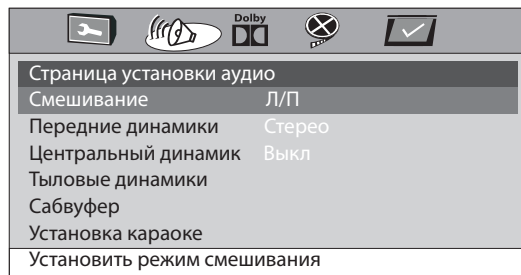 Dolby
Страница установки аудио
Смешивание Л/П
Передние динамики Стерео
Центральный динамик Выкл
Тыловые динамики
Сабвуфер
Установка караоке
Установить режим смешивания